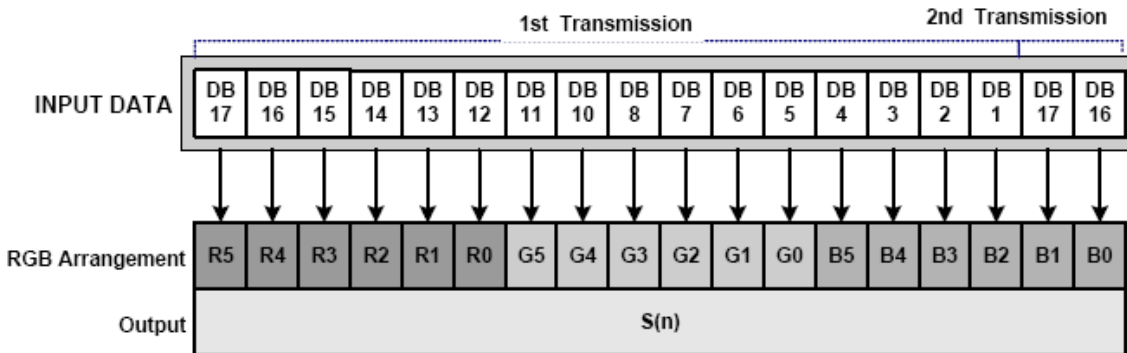 1st Transmission 2nd Transmission
INPUT DATA DB 17 DB 16 DB 15 DB 14 DB 13 DB 12 DB 11 DB 10 DB 8 DB 7 DB 6 DB 5 DB 4 DB 3 DB 2 DB 1 DB 17 DB 16
RGB Arrangement R5 R4 R3 R2 R1 R0 G5 G4 G3 G2 G1 G0 B5 B4 B3 B2 B1 B0
Output S(n)